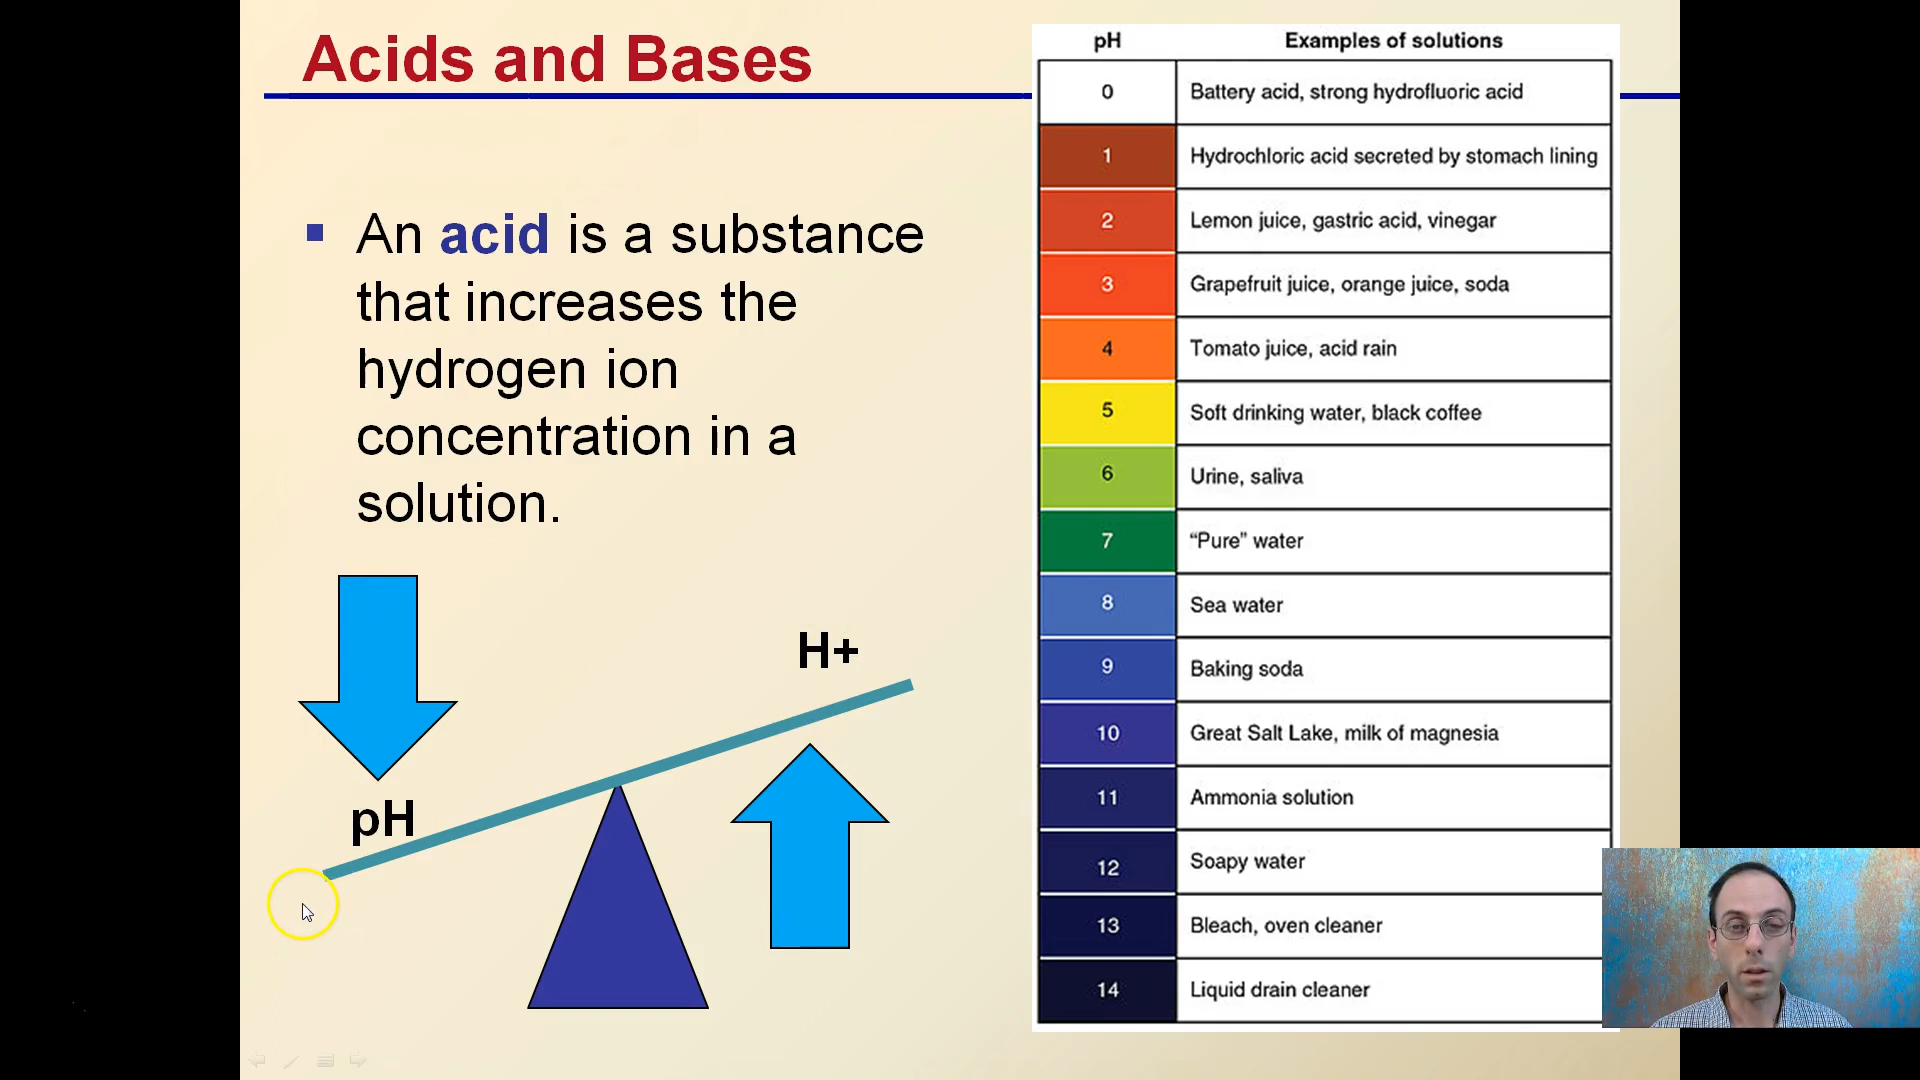 Acids and Bases
An acid is a substance
that increases the
hydrogen ion
concentration in a
solution.
pH
H+
pH Examples of solutions
0 Battery acid, strong hydrofluoric acid
1 Hydrochloric acid secreted by stomach lining
2 Lemon juice, gastric acid, vinegar
3 Grapefruit juice, orange juice, soda
4 Tomato juice, acid rain
5 Soft drinking water, black coffee
6 Urine, saliva
7 “Pure” water
8 Sea water
9 Baking soda
10 Great Salt Lake, milk of magnesia
11 Ammonia solution
12 Soapy water
13 Bleach, oven cleaner
14 Liquid drain cleaner